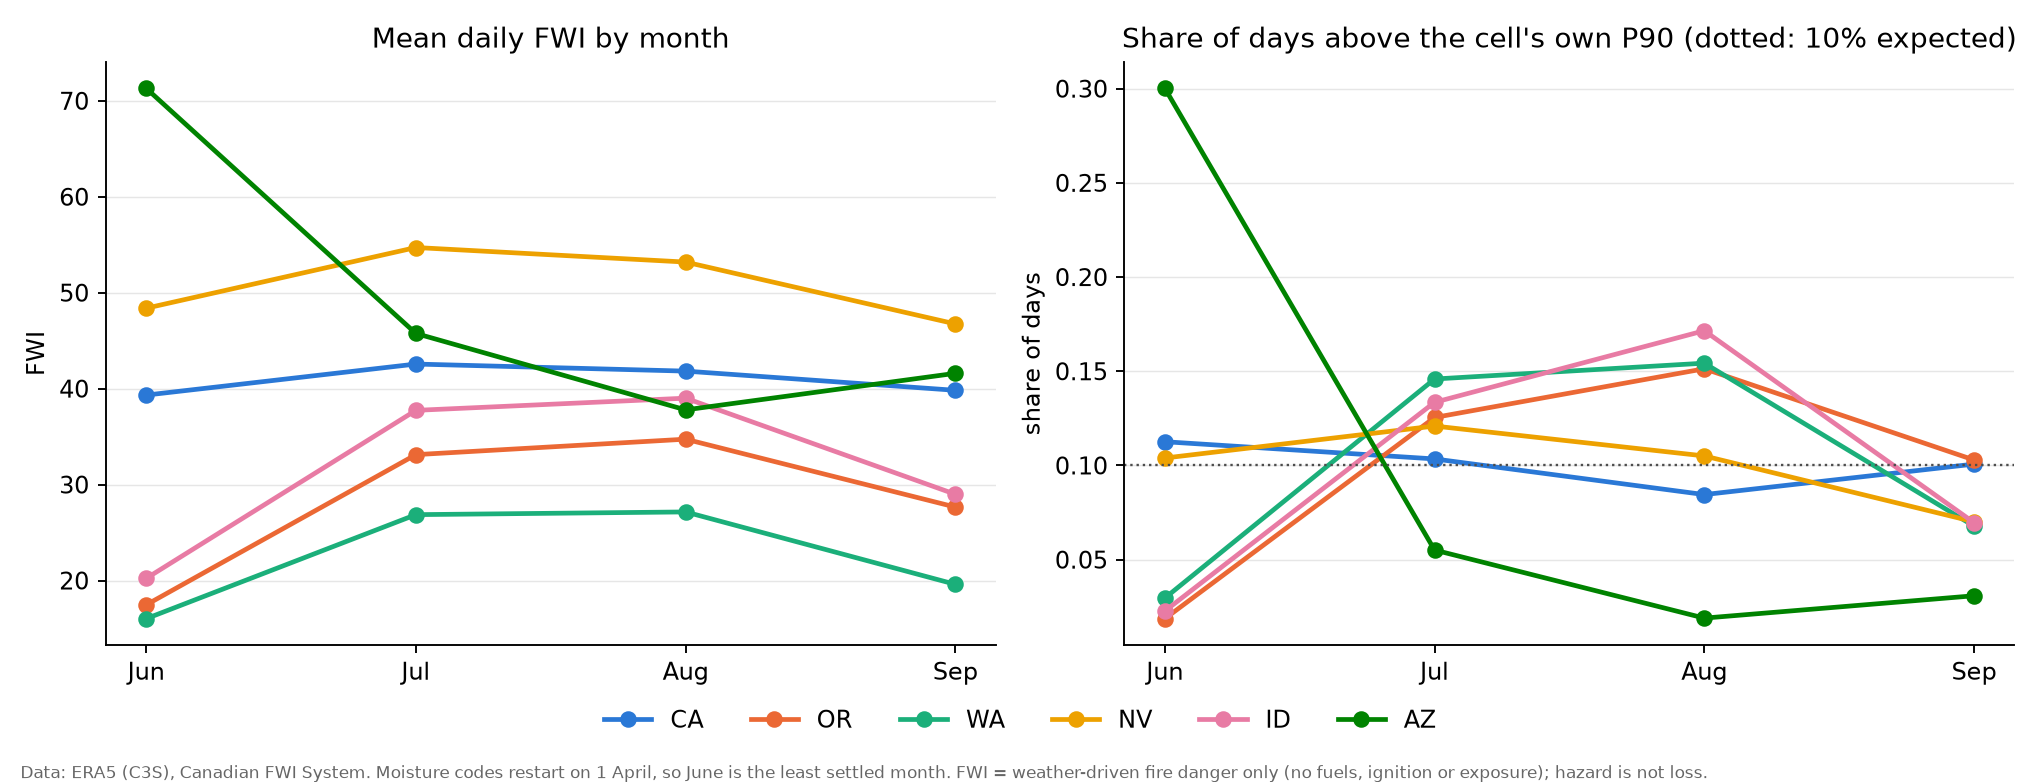 Mean daily FWI by month
Share of days above the cell's own P90 (dotted: 10% expected)
FWI
70
60
50
40
30
20
Jun
Jul
Aug
Sep
share of days
0.30
0.25
0.20
0.15
0.10
0.05
Jun
Jul
Aug
Sep
CA
OR
WA
NV
ID
AZ
Data: ERA5 (C3S), Canadian FWI System. Moisture codes restart on 1 April, so June is the least settled month. FWI = weather-driven fire danger only (no fuels, ignition or exposure); hazard is not loss.